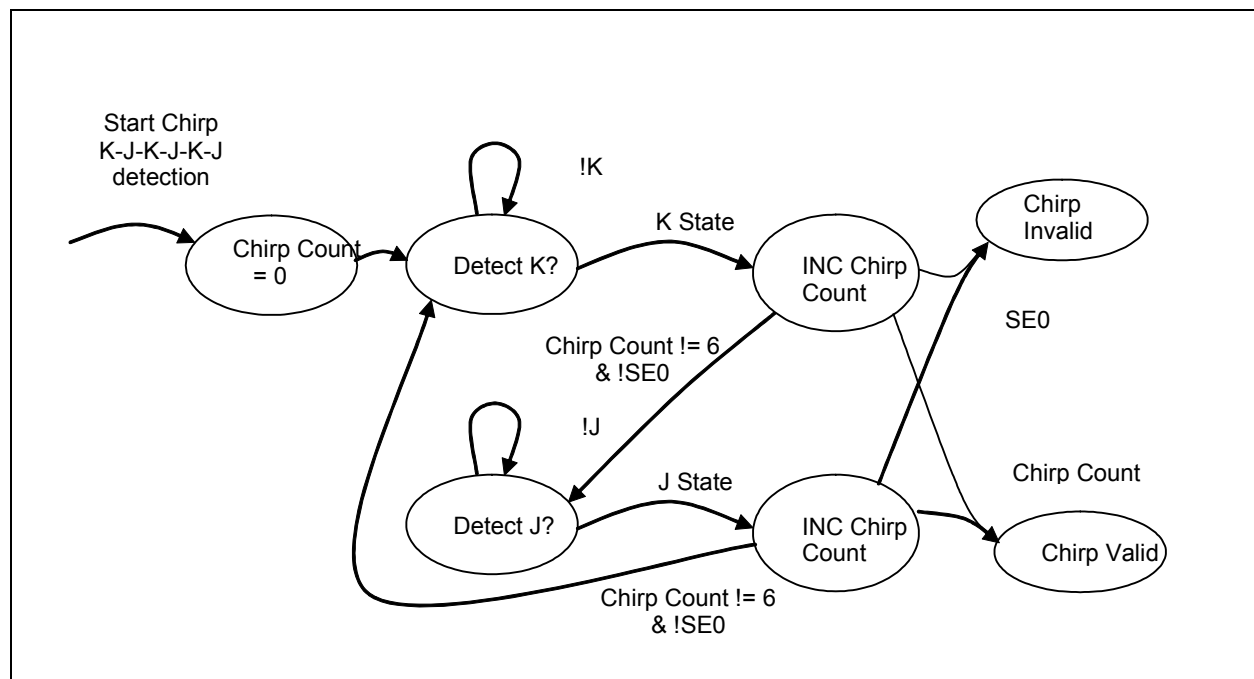 Start Chirp
K-J-K-J-K-J
detection
!K
Chirp Count
= 0
Detect K?
K State
INC Chirp
Count
Chirp
Invalid
SE0
Chirp Count != 6
& !SE0
!J
Detect J?
J State
INC Chirp
Count
Chirp Count
Chirp Valid
Chirp Count != 6
& !SE0